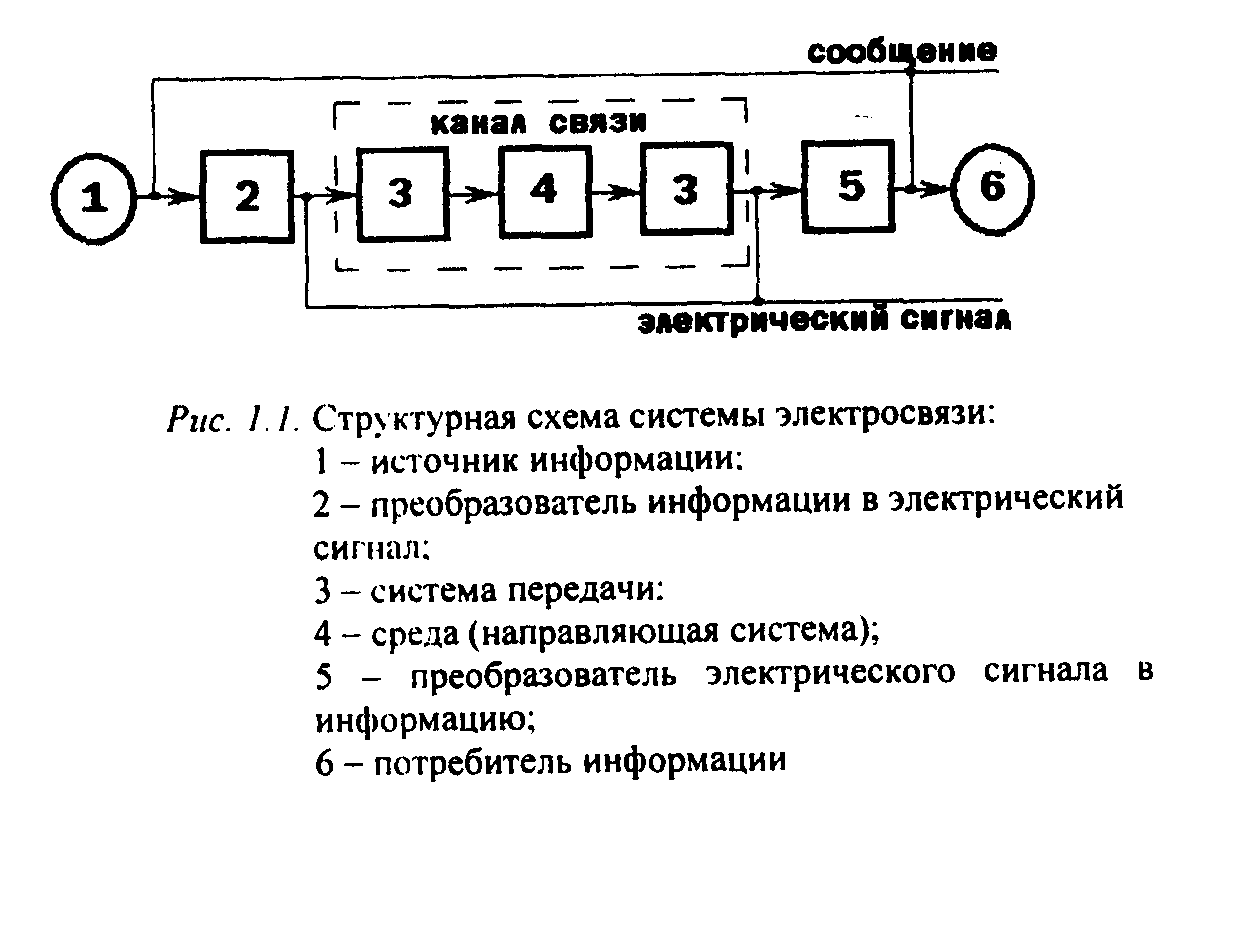 сообщение
канал связи
1 2 3 4 3 5 6
электрический сигнал
Рис. 1.1. Структурная схема системы электросвязи:
1 – источник информации:
2 – преобразователь информации в электрический
сигнал;
3 – система передачи:
4 – среда (направляющая система);
5 – преобразователь электрического сигнала в
информацию;
6 – потребитель информации